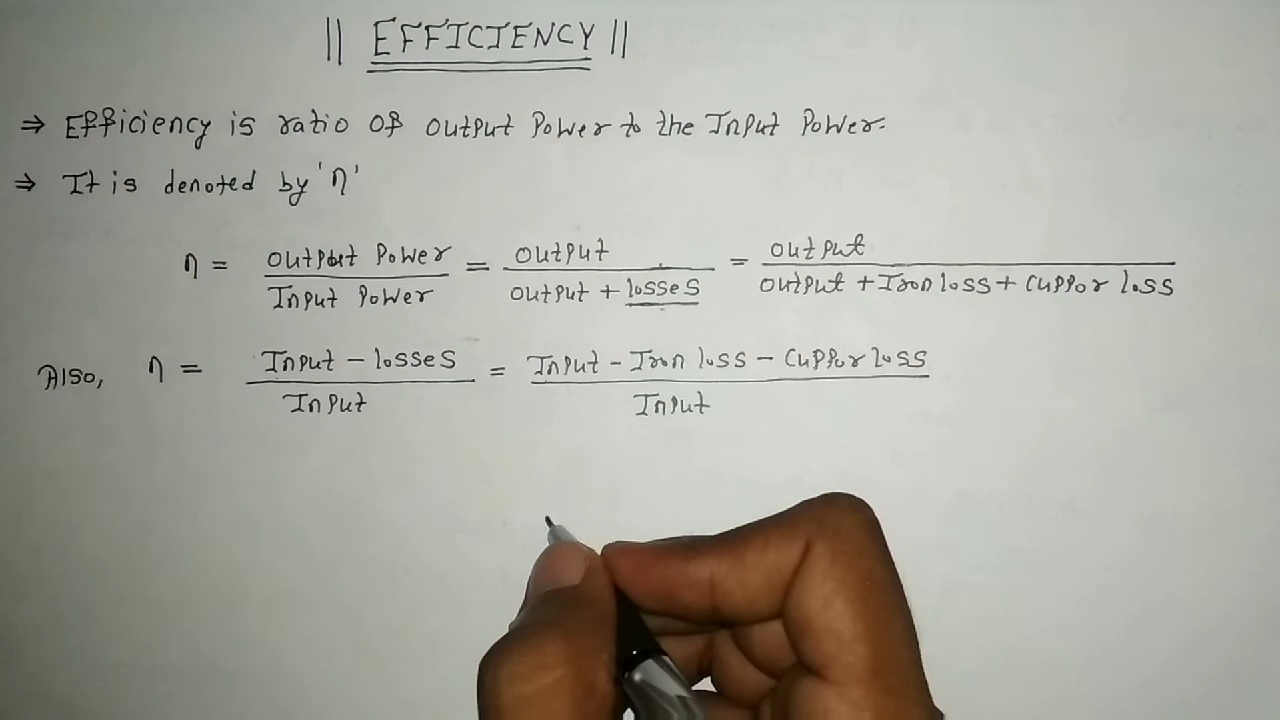 || EFFICIENCY ||
⇒ Efficiency is ratio of output Power to the Input Power.
⇒ It is denoted by 'η'
η = output Power / Input Power = output / output + losses = output / output + Iron loss + Cuppor loss
Also, η = Input - losses / Input = Input - Iron loss - Cuppor loss / Input